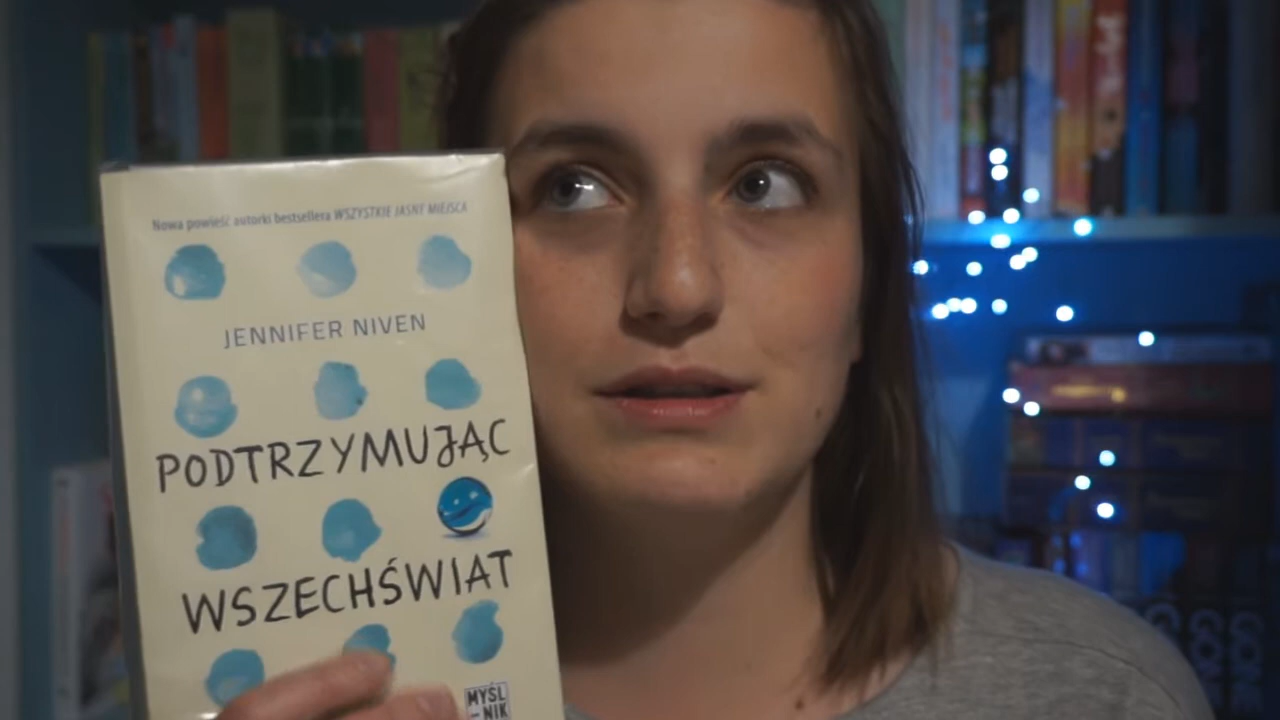 Nowa powieść autorki bestsellera WSZYSTKIE JASNE MIEJSCA
JENNIFER NIVEN
PODTRZYMUJĄC
WSZECHŚWIAT
MYŚL
–NIK